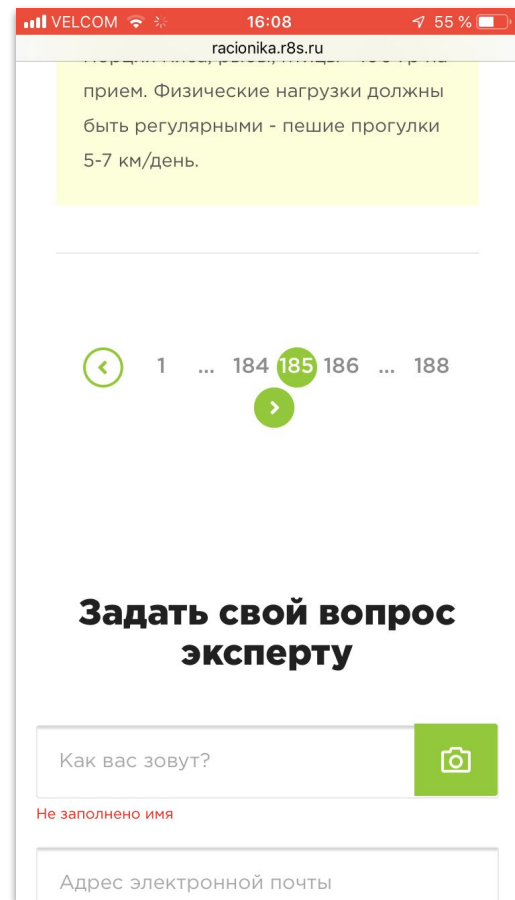 VELCOM 16:08 55 %
racionika.r8s.ru
прием. Физические нагрузки должны
быть регулярными - пешие прогулки
5-7 км/день.
1 ... 184 185 186 ... 188
Задать свой вопрос
эксперту
Как вас зовут?
Не заполнено имя
Адрес электронной почты